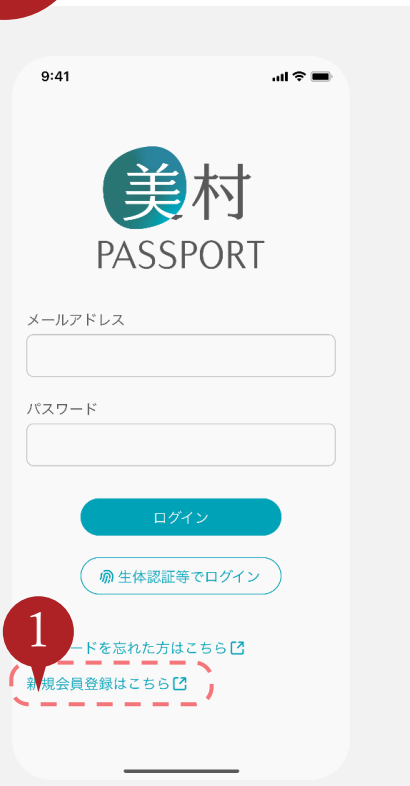 9:41
美村
PASSPORT
メールアドレス
パスワード
ログイン
生体認証等でログイン
1
ードを忘れた方はこちら
新規会員登録はこちら